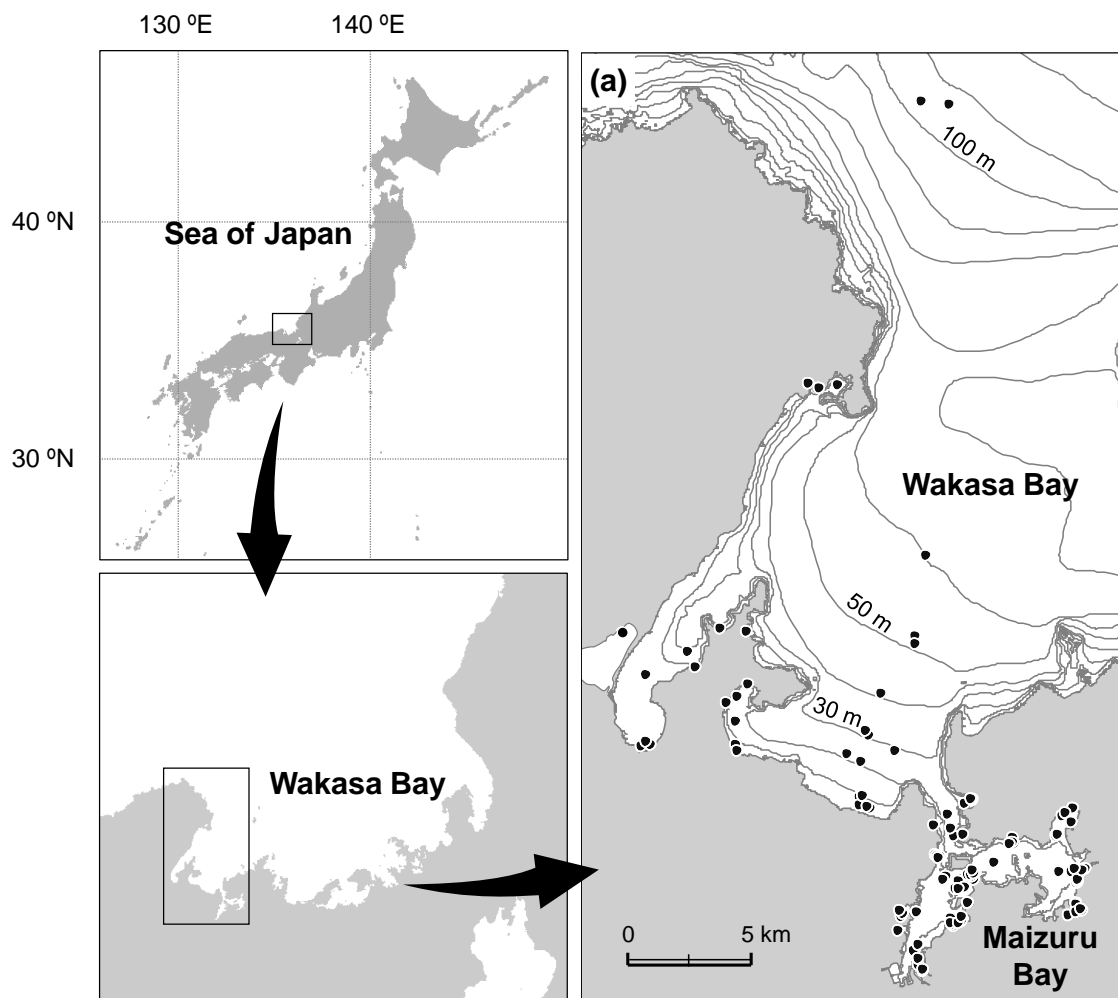 130 ºE
140 ºE
40 ºN
Sea of Japan
30 ºN
Wakasa Bay
(a)
100 m
Wakasa Bay
50 m
30 m
Maizuru
Bay
0
5 km